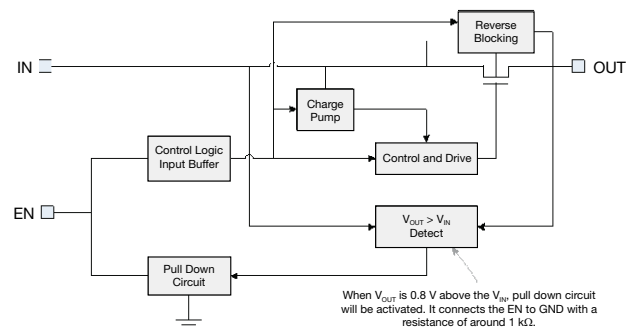 Reverse
Blocking
IN
OUT
Charge
Pump
Control Logic
Input Buffer
Control and Drive
EN
VOUT > VIN
Detect
Pull Down
Circuit
When VOUT is 0.8 V above the VIN, pull down circuit
will be activated. It connects the EN to GND with a
resistance of around 1 kΩ.